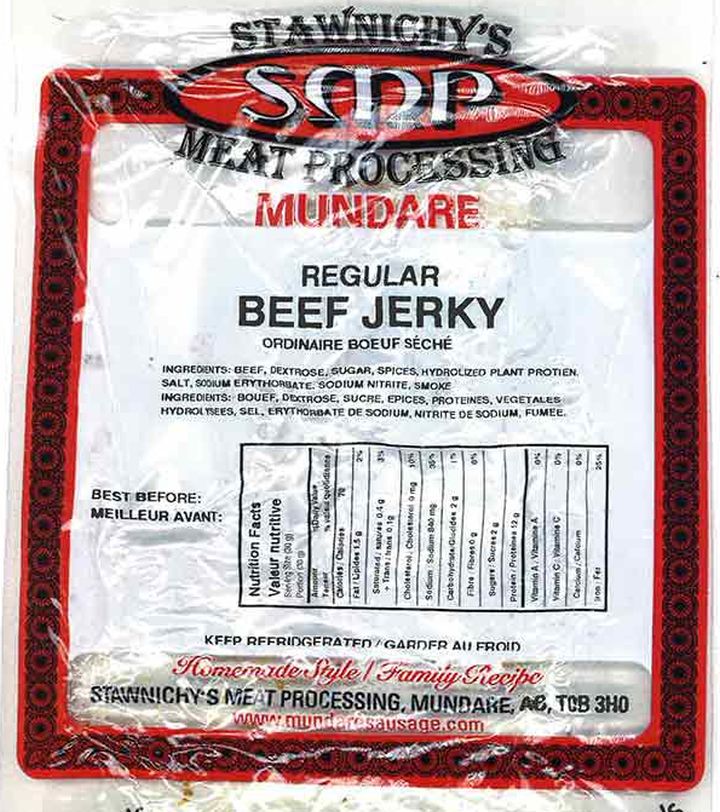 STAWNICHY'S
SMP
MEAT PROCESSING
MUNDARE
REGULAR
BEEF JERKY
ORDINAIRE BOEUF SÉCHÉ
INGREDIENTS: BEEF, DEXTROSE, SUGAR, SPICES, HYDROLIZED PLANT PROTIEN,
SALT, SODIUM ERYTHORBATE, SODIUM NITRITE, SMOKE
INGREDIENTS: BOUEF, DEXTROSE, SUCRE, EPICES, PROTEINES, VEGETALES
HYDROLYSEES, SEL, ERYTHORBATE DE SODIUM, NITRITE DE SODIUM, FUMEE.
BEST BEFORE:
MEILLEUR AVANT:
Nutrition Facts
Valeur nutritive
Serving Size (30 g)
Portion (30 g)
Amount % Daily Value
Teneur % valeur quotidienne
Calories / Calories 70
Fat / Lipides 1.5 g 2%
Saturated / saturés 0.4 g 3%
+ Trans / trans 0.1g
Cholesterol / Cholestérol mg 10%
Sodium / Sodium 840 mg 35%
Carbohydrate/Glucides 2 g 1%
Fibre / Fibres 0 g 0%
Sugars / Sucres 2 g
Protein / Protéines 12 g
Vitamin A / Vitamine A 0%
Vitamin C / Vitamine C 0%
Calcium / Calcium 0%
Iron / Fer 25%
KEEP REFRIDGERATED / GARDER AU FROID
Homemade Style / Family Recipe
STAWNICHY'S MEAT PROCESSING, MUNDARE, AB, T0B 3H0
www.mundaresausage.com